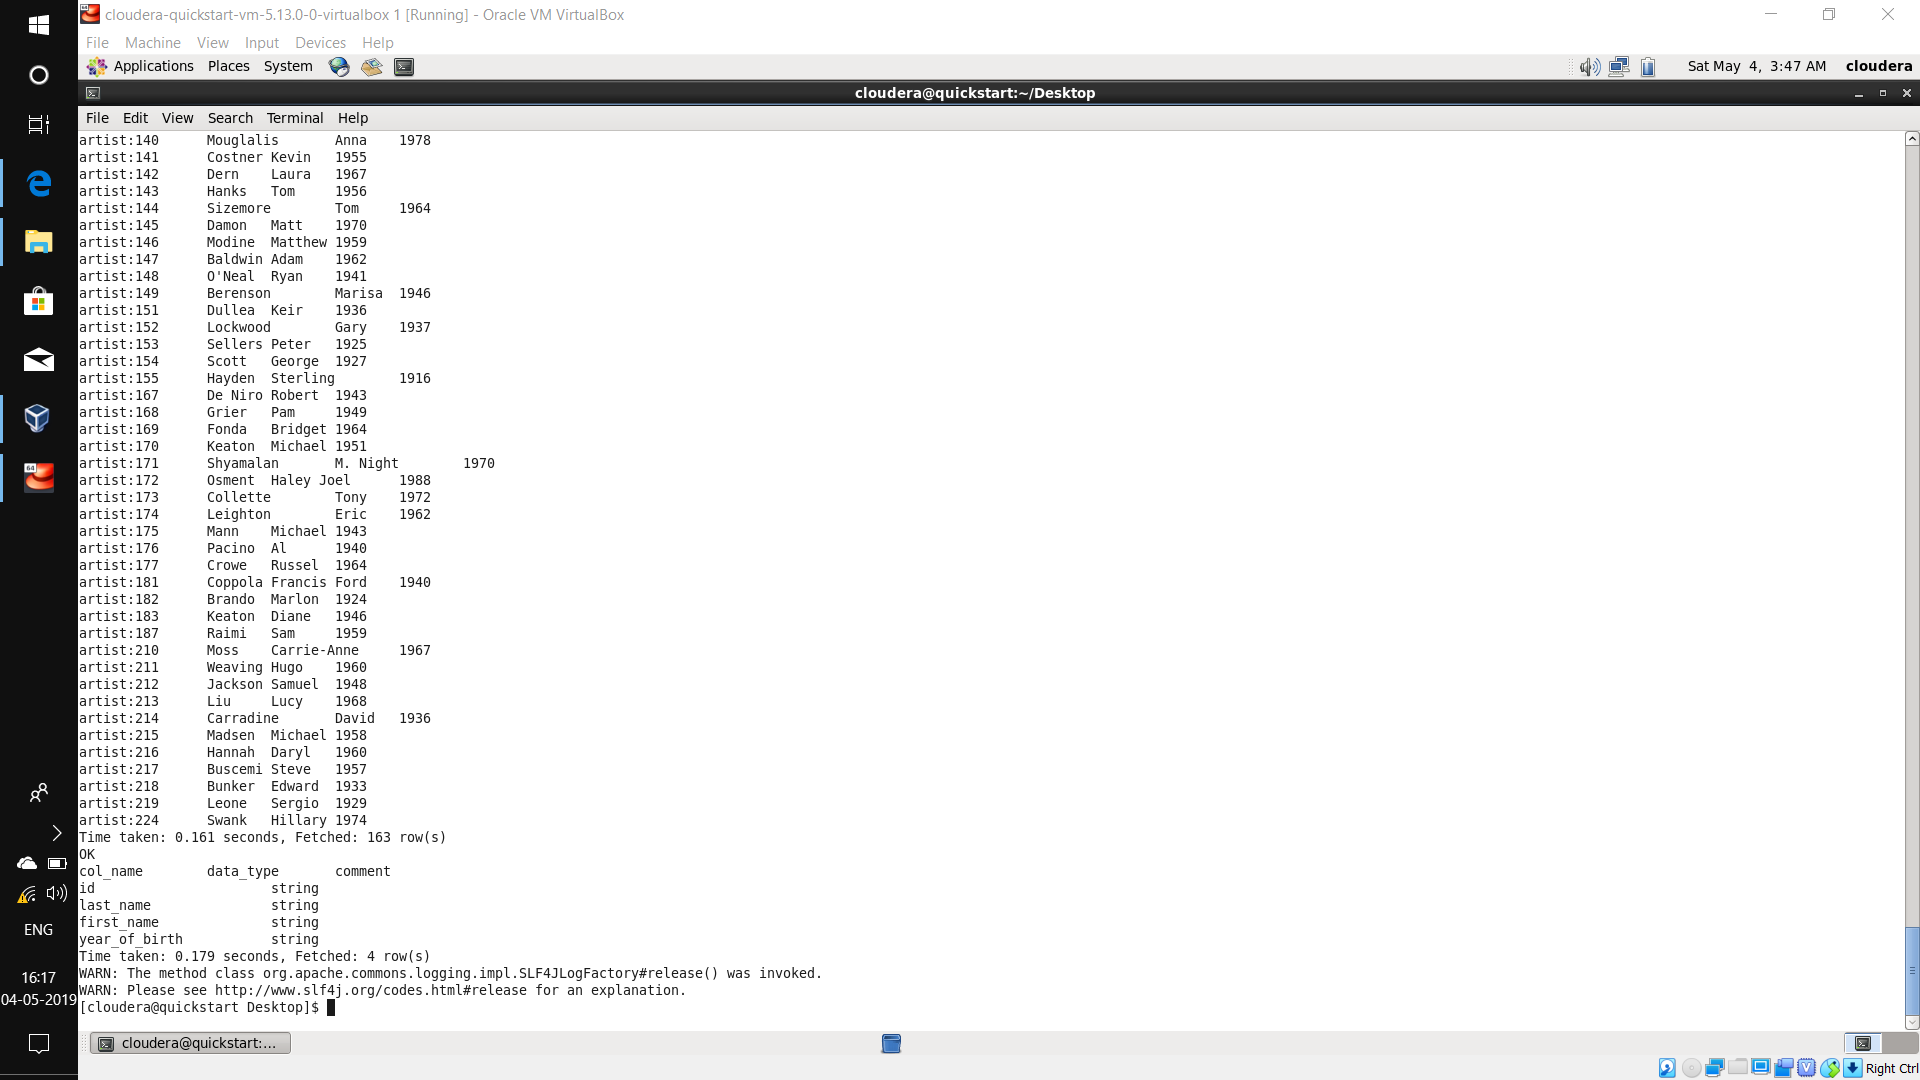 cloudera-quickstart-vm-5.13.0-0-virtualbox 1 [Running] - Oracle VM VirtualBox
File Machine View Input Devices Help
Applications Places System Sat May 4, 3:47 AM cloudera
cloudera@quickstart:~/Desktop
File Edit View Search Terminal Help
artist:140 Mouglalis Anna 1978
artist:141 Costner Kevin 1955
artist:142 Dern Laura 1967
artist:143 Hanks Tom 1956
artist:144 Sizemore Tom 1964
artist:145 Damon Matt 1970
artist:146 Modine Matthew 1959
artist:147 Baldwin Adam 1962
artist:148 O'Neal Ryan 1941
artist:149 Berenson Marisa 1946
artist:151 Dullea Keir 1936
artist:152 Lockwood Gary 1937
artist:153 Sellers Peter 1925
artist:154 Scott George 1927
artist:155 Hayden Sterling 1916
artist:167 De Niro Robert 1943
artist:168 Grier Pam 1949
artist:169 Fonda Bridget 1964
artist:170 Keaton Michael 1951
artist:171 Shyamalan M. Night 1970
artist:172 Osment Haley Joel 1988
artist:173 Collette Tony 1972
artist:174 Leighton Eric 1962
artist:175 Mann Michael 1943
artist:176 Pacino Al 1940
artist:177 Crowe Russel 1964
artist:181 Coppola Francis Ford 1940
artist:182 Brando Marlon 1924
artist:183 Keaton Diane 1946
artist:187 Raimi Sam 1959
artist:210 Moss Carrie-Anne 1967
artist:211 Weaving Hugo 1960
artist:212 Jackson Samuel 1948
artist:213 Liu Lucy 1968
artist:214 Carradine David 1936
artist:215 Madsen Michael 1958
artist:216 Hannah Daryl 1960
artist:217 Buscemi Steve 1957
artist:218 Bunker Edward 1933
artist:219 Leone Sergio 1929
artist:224 Swank Hillary 1974
Time taken: 0.161 seconds, Fetched: 163 row(s)
OK
col_name data_type comment
id string
last_name string
first_name string
year_of_birth string
Time taken: 0.179 seconds, Fetched: 4 row(s)
WARN: The method class org.apache.commons.logging.impl.SLF4JLogFactory#release() was invoked.
WARN: Please see http://www.slf4j.org/codes.html#release for an explanation.
[cloudera@quickstart Desktop]$
cloudera@quickstart:...
Right Ctrl
64
ENG
16:17
04-05-2019